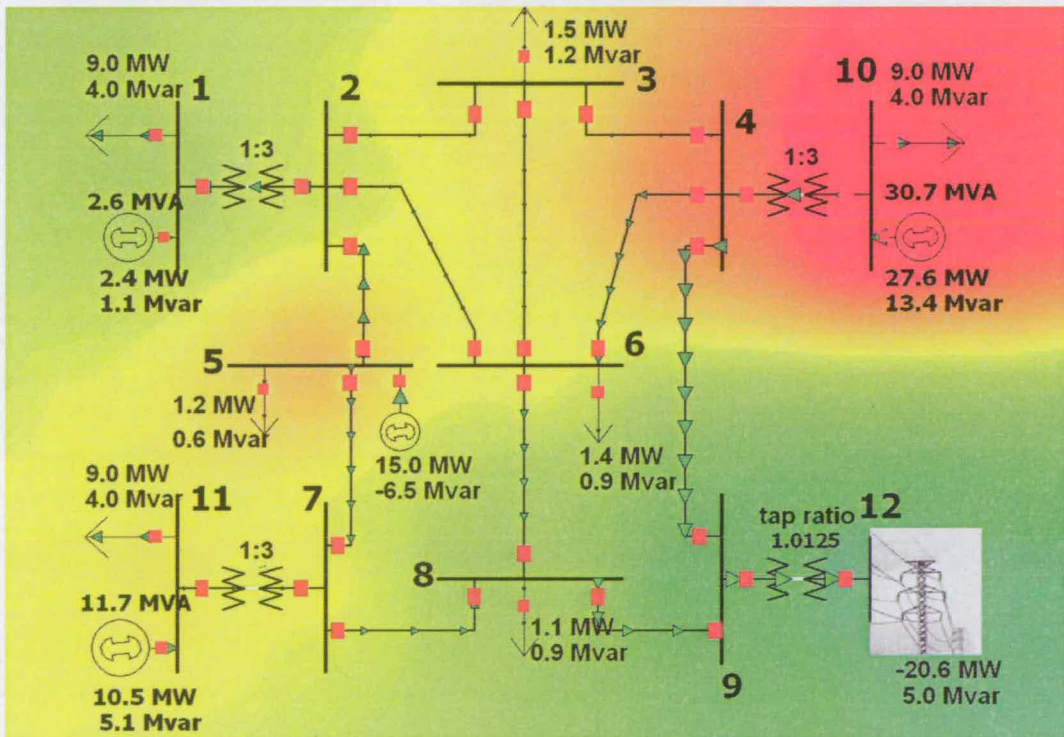 1.5 MW
1.2 Mvar
3
9.0 MW
4.0 Mvar
1
2
4
10
9.0 MW
4.0 Mvar
1:3
1:3
2.6 MVA
30.7 MVA
2.4 MW
1.1 Mvar
27.6 MW
13.4 Mvar
5
6
1.2 MW
0.6 Mvar
15.0 MW
-6.5 Mvar
1.4 MW
0.9 Mvar
9.0 MW
4.0 Mvar
11
7
1:3
8
tap ratio
1.0125
12
11.7 MVA
1.1 MW
0.9 Mvar
9
10.5 MW
5.1 Mvar
-20.6 MW
5.0 Mvar